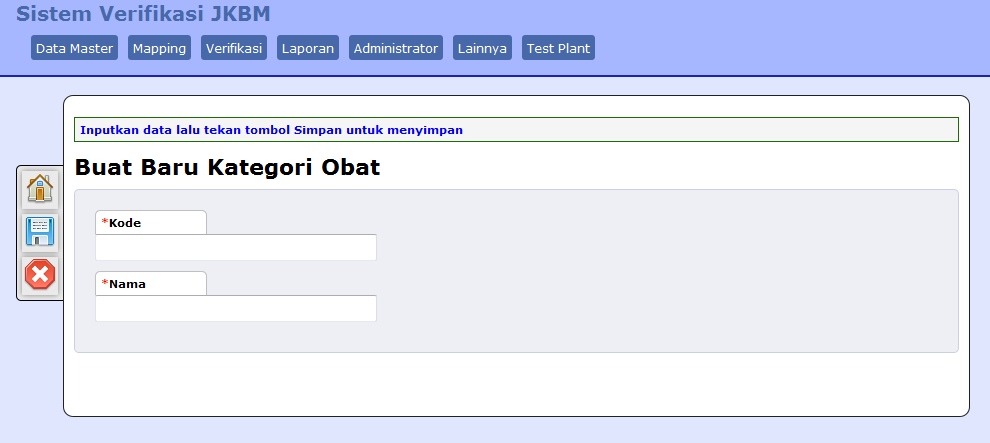 Sistem Verifikasi JKBM
Data Master Mapping Verifikasi Laporan Administrator Lainnya Test Plant
Inputkan data lalu tekan tombol Simpan untuk menyimpan
Buat Baru Kategori Obat
*Kode
*Nama